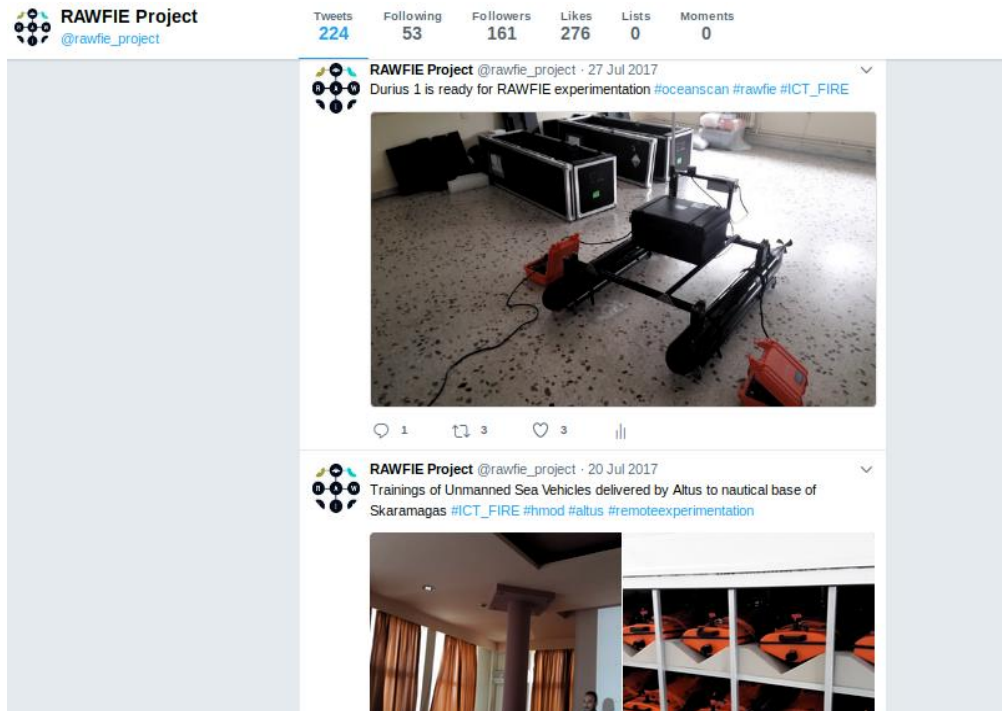 RAWFIE Project
@rawfie_project
Tweets Following Followers Likes Lists Moments
224 53 161 276 0 0
RAWFIE Project @rawfie_project · 27 Jul 2017
Durius 1 is ready for RAWFIE experimentation #oceanscan #rawfie #ICT_FIRE
1 3 3
RAWFIE Project @rawfie_project · 20 Jul 2017
Trainings of Unmanned Sea Vehicles delivered by Altus to nautical base of
Skaramagas #ICT_FIRE #hmod #altus #remoteexperimentation